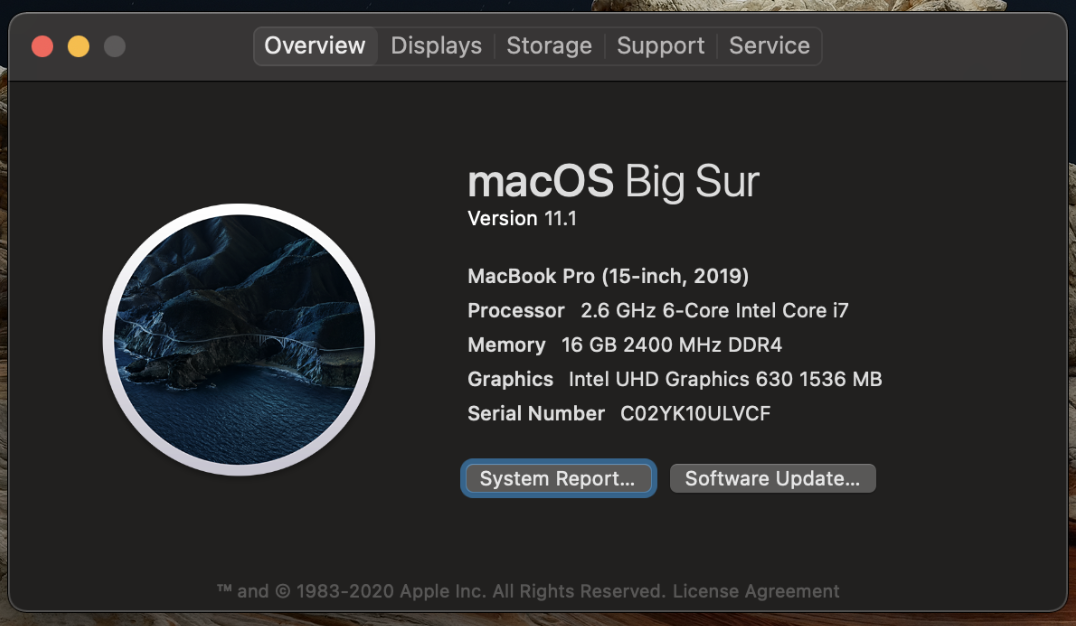 Overview Displays Storage Support Service
macOS Big Sur
Version 11.1
MacBook Pro (15-inch, 2019)
Processor 2.6 GHz 6-Core Intel Core i7
Memory 16 GB 2400 MHz DDR4
Graphics Intel UHD Graphics 630 1536 MB
Serial Number C02YK10ULVCF
System Report... Software Update...
™ and © 1983-2020 Apple Inc. All Rights Reserved. License Agreement